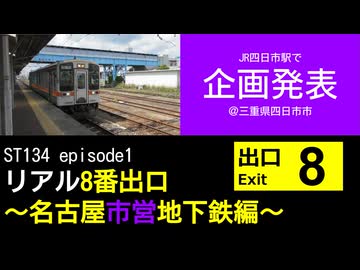 JR四日市駅で
企画発表
@三重県四日市市
ST134 episode1
リアル8番出口
～名古屋市営地下鉄編～
出口
Exit
8